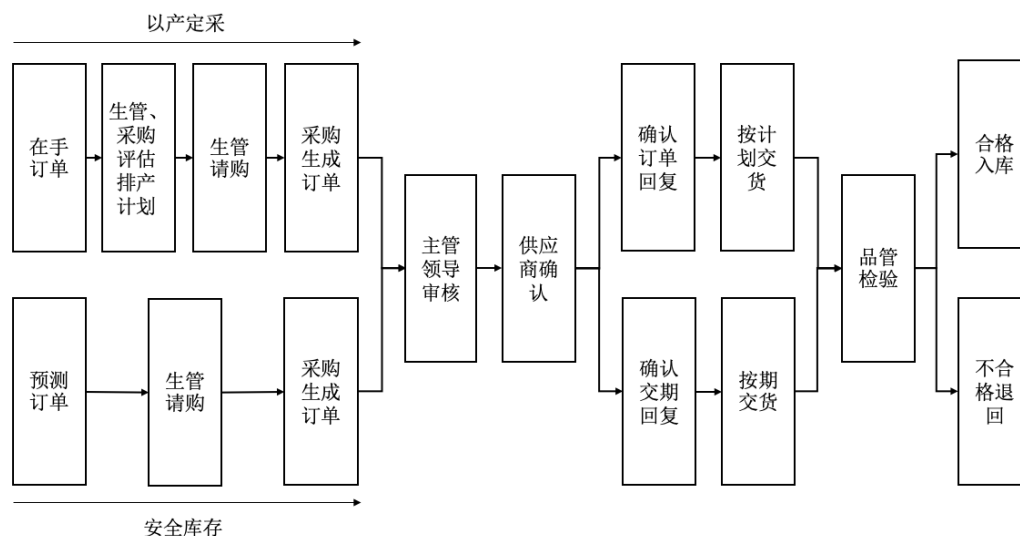 以产定采
在手
订单
生管、
采购
评估
排产
计划
生管
请购
采购
生成
订单
主管
领导
审核
供应
商确
认
确认
订单
回复
按计
划交
货
品管
检验
合格
入库
预测
订单
生管
请购
采购
生成
订单
确认
交期
回复
按期
交货
不合
格退
回
安全库存